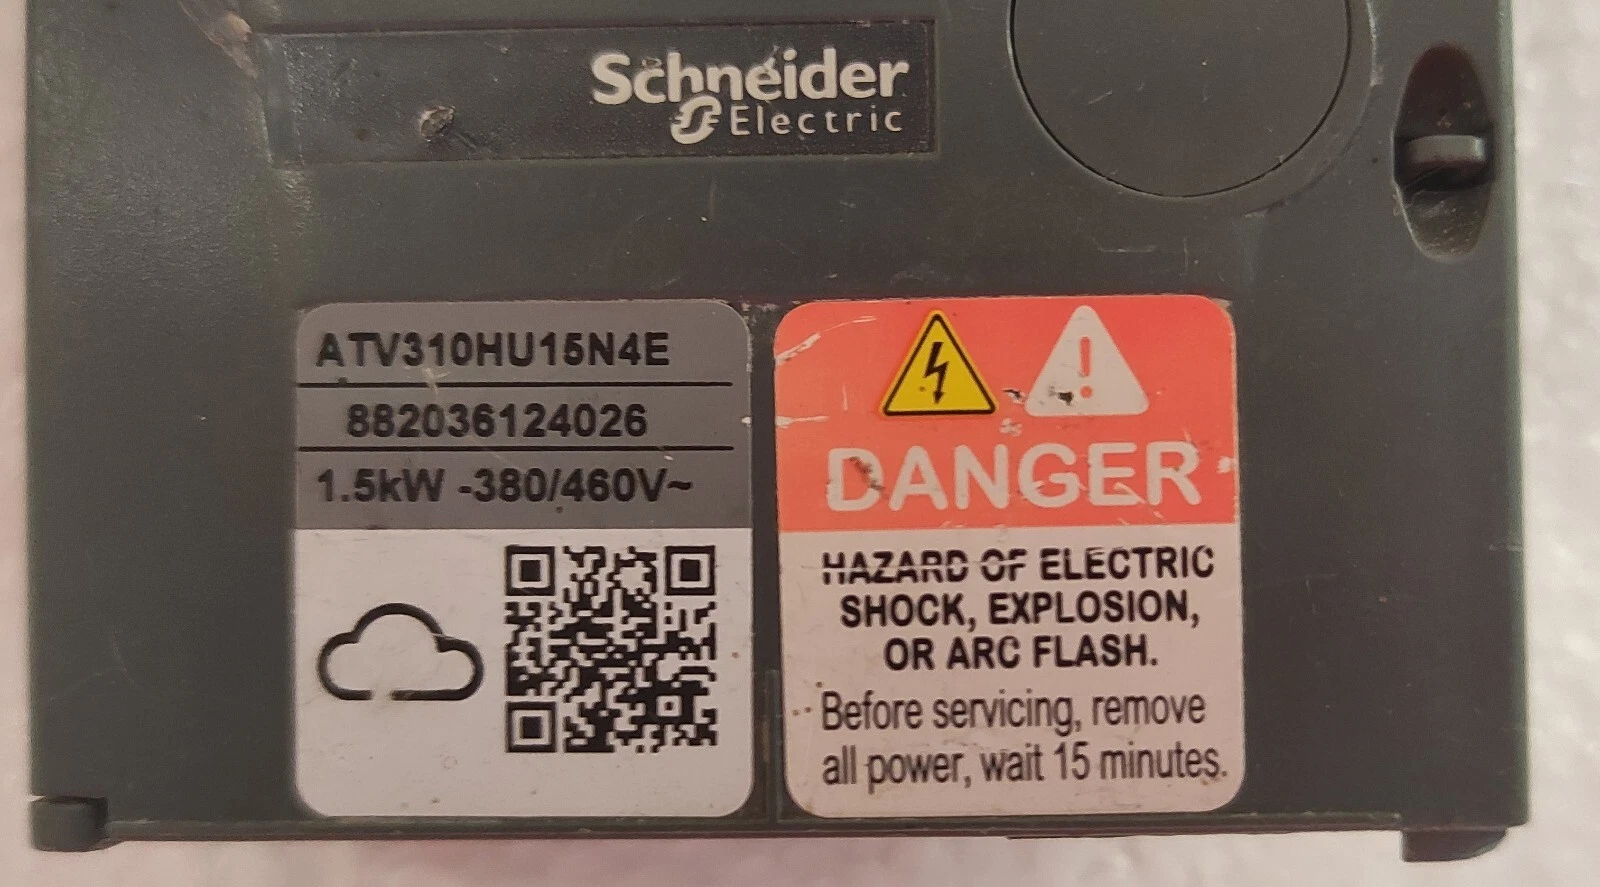 Schneider
Electric
ATV310HU15N4E
882036124026
1.5kW -380/460V~
DANGER
HAZARD OF ELECTRIC
SHOCK, EXPLOSION,
OR ARC FLASH.
Before servicing, remove
all power, wait 15 minutes.